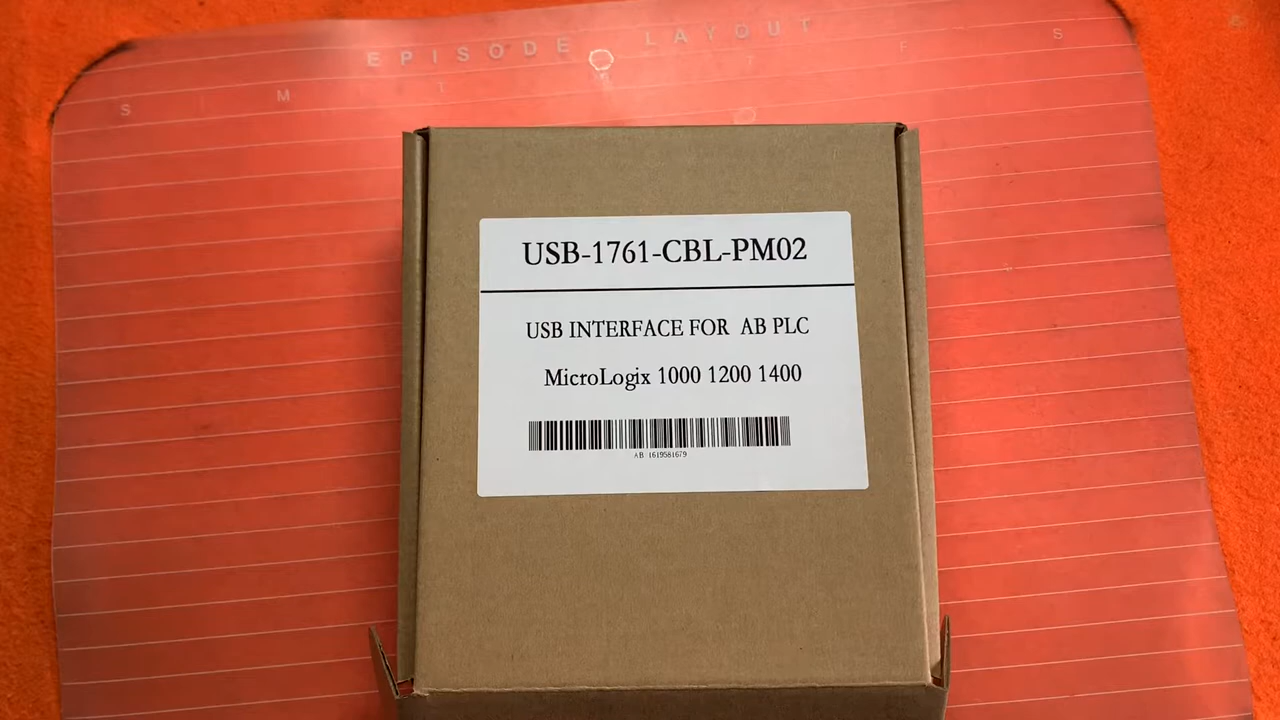 EPISODE LAYOUT
S M T T F S
USB-1761-CBL-PM02
USB INTERFACE FOR AB PLC
MicroLogix 1000 1200 1400
AB 1619581679